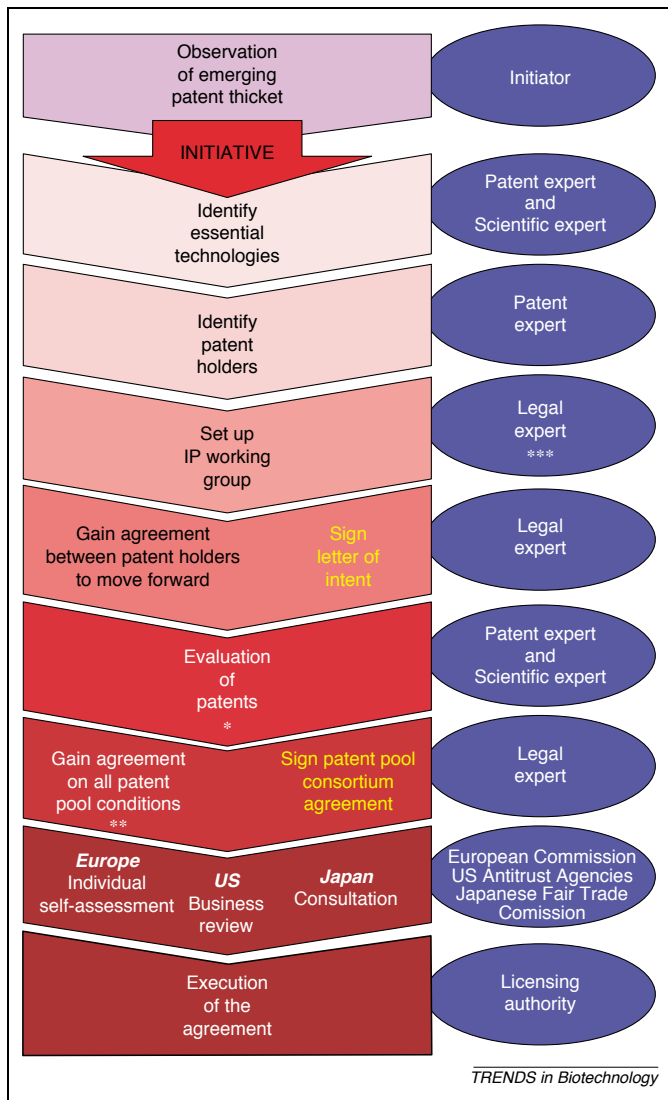 Observation
of emerging
patent thicket
Initiator
INITIATIVE
Identify
essential
technologies
Patent expert
and
Scientific expert
Identify
patent
holders
Patent
expert
Set up
IP working
group
Legal
expert
***
Gain agreement
between patent holders
to move forward
Sign
letter of
intent
Legal
expert
Evaluation
of
patents
*
Patent expert
and
Scientific expert
Gain agreement
on all patent
pool conditions
**
Sign patent pool
consortium
agreement
Legal
expert
Europe
Individual
self-assessment
US
Business
review
Japan
Consultation
European Commission
US Antitrust Agencies
Japanese Fair Trade
Comission
Execution
of the
agreement
Licensing
authority
TRENDS in Biotechnology